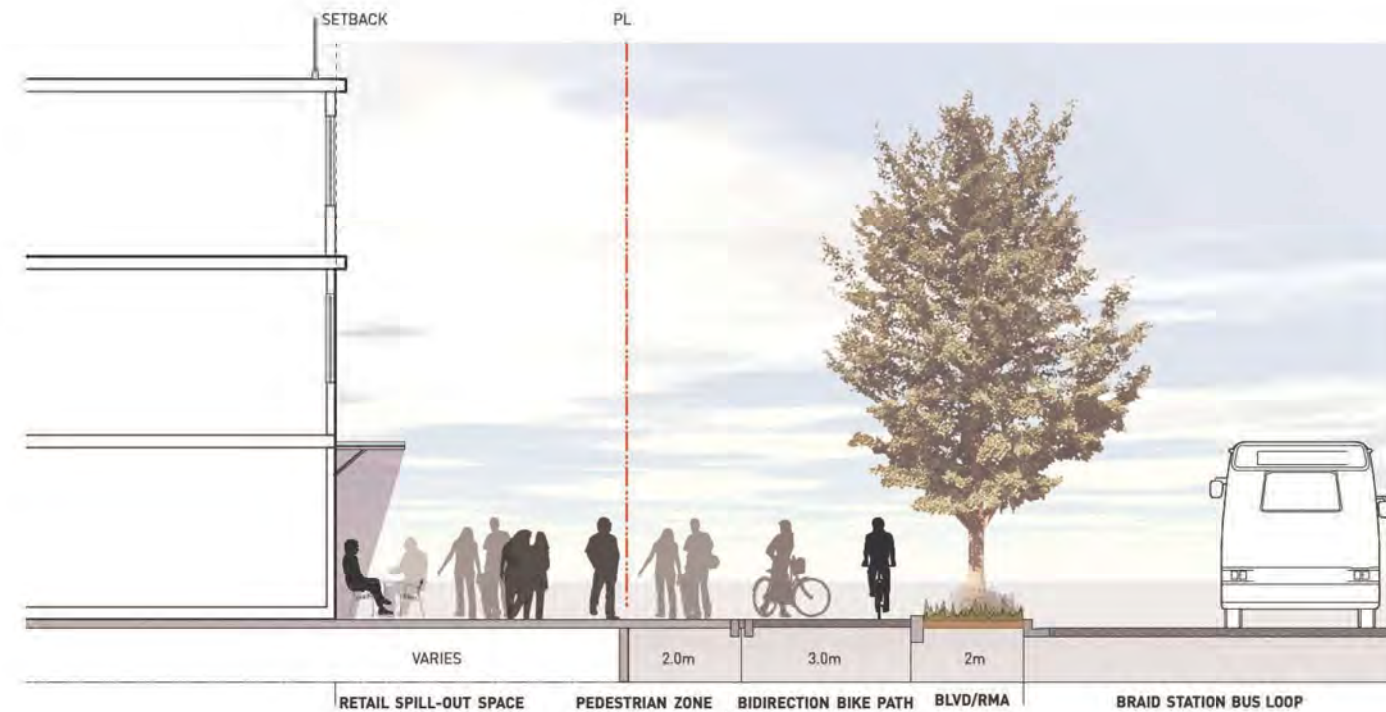 SETBACK
PL
VARIES
2.0m
3.0m
2m
RETAIL SPILL-OUT SPACE
PEDESTRIAN ZONE
BIDIRECTION BIKE PATH
BLVD/RMA
BRAID STATION BUS LOOP